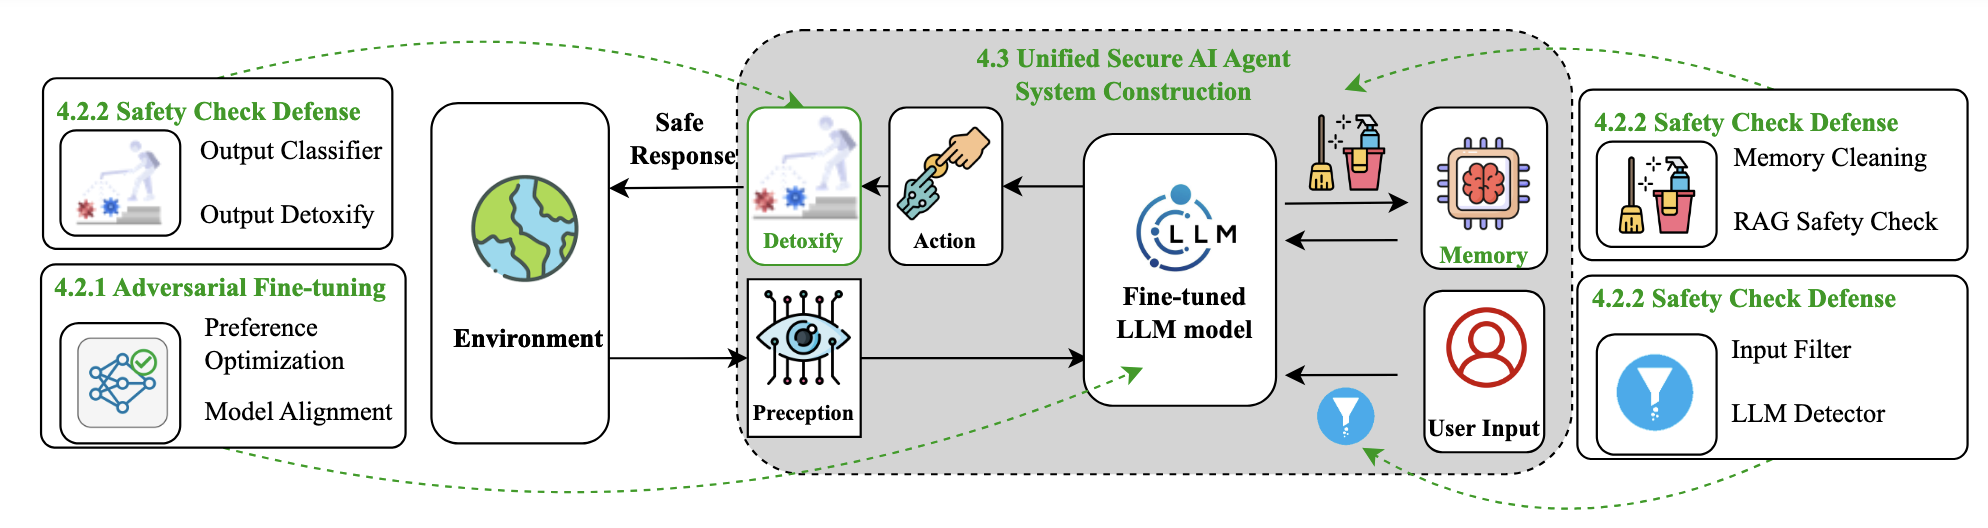 4.2.2 Safety Check Defense
Output Classifier
Output Detoxify
4.2.1 Adversarial Fine-tuning
Preference
Optimization
Model Alignment
Environment
Safe
Response
4.3 Unified Secure AI Agent
System Construction
Detoxify
Action
Preception
LLM
Fine-tuned
LLM model
Memory
User Input
4.2.2 Safety Check Defense
Memory Cleaning
RAG Safety Check
4.2.2 Safety Check Defense
Input Filter
LLM Detector